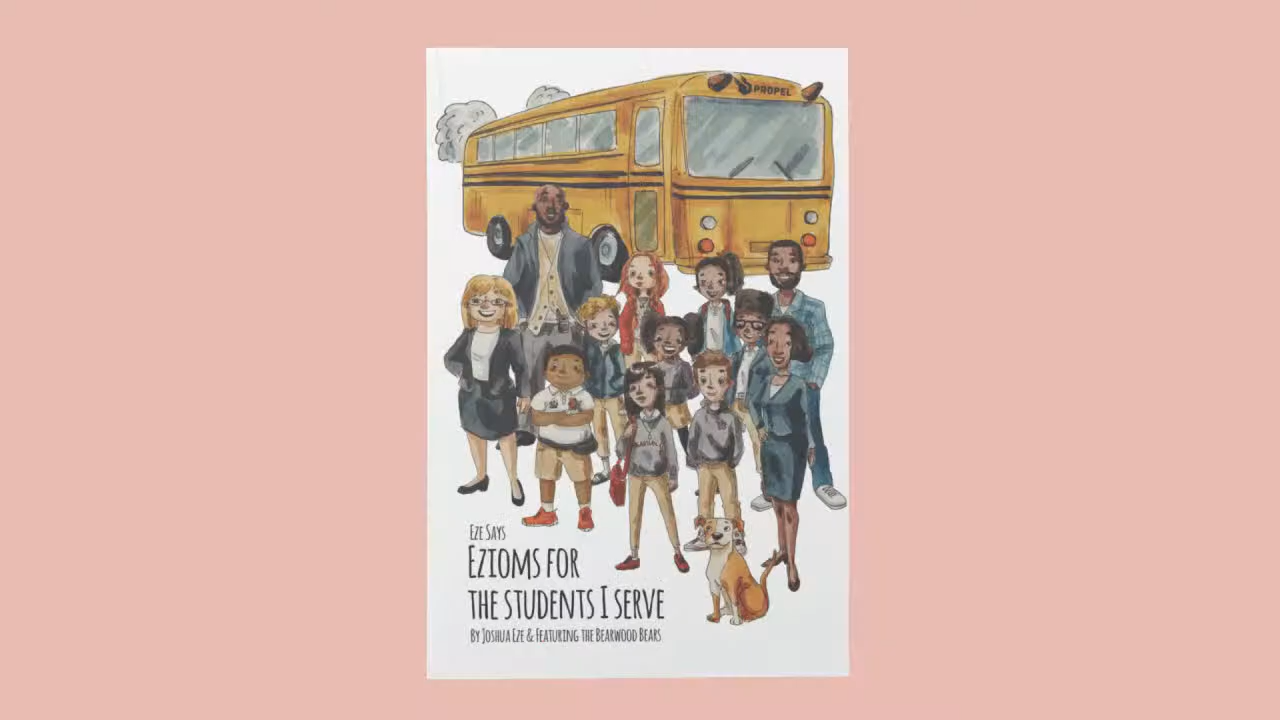 PROPEL
EZE SAYS
EZIOMS FOR
THE STUDENTS I SERVE
BY JOSHUA EZE & FEATURING THE BEARWOOD BEARS